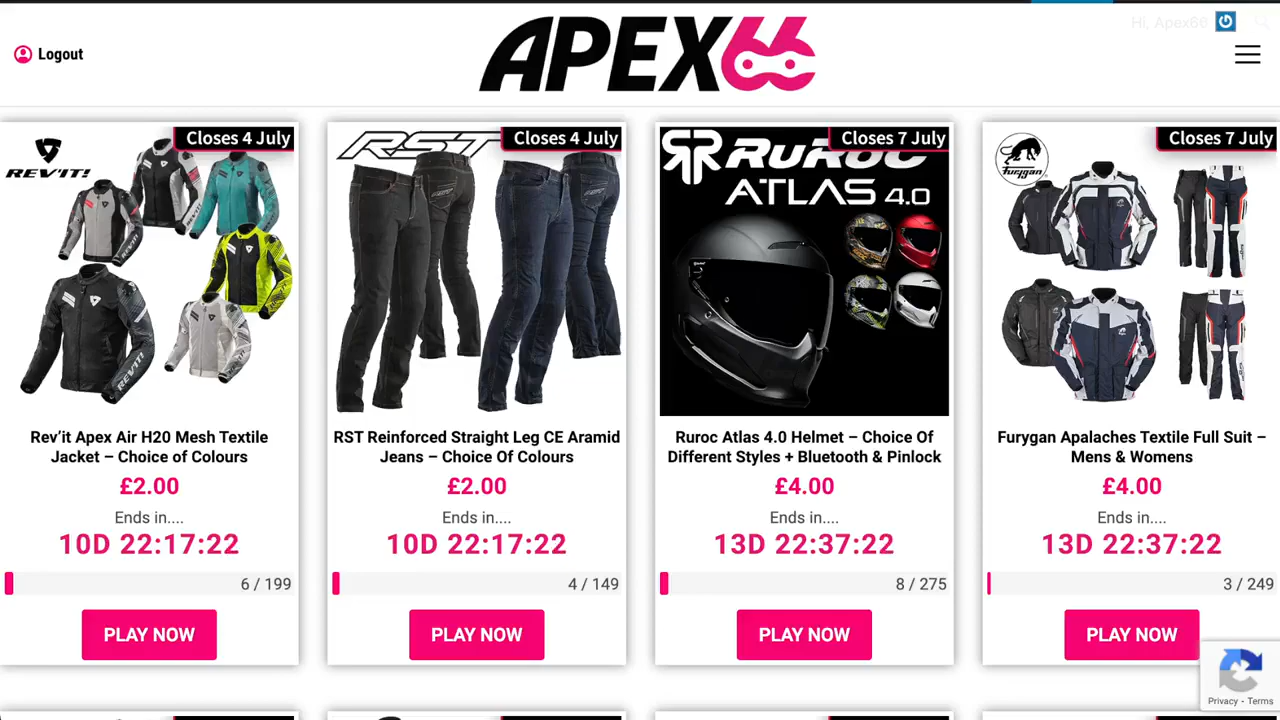 Hi, Apex66
Logout
APEX66
Closes 4 July
REV'IT!
Rev’it Apex Air H20 Mesh Textile
Jacket – Choice of Colours
£2.00
Ends in....
10D 22:17:22
6 / 199
PLAY NOW
Closes 4 July
RST
RST Reinforced Straight Leg CE Aramid
Jeans – Choice Of Colours
£2.00
Ends in....
10D 22:17:22
4 / 149
PLAY NOW
Closes 7 July
RUROC
ATLAS 4.0
Ruroc Atlas 4.0 Helmet – Choice Of
Different Styles + Bluetooth & Pinlock
£4.00
Ends in....
13D 22:37:22
8 / 275
PLAY NOW
Closes 7 July
furygan
Furygan Apalaches Textile Full Suit –
Mens & Womens
£4.00
Ends in....
13D 22:37:22
3 / 249
PLAY NOW
Privacy - Terms